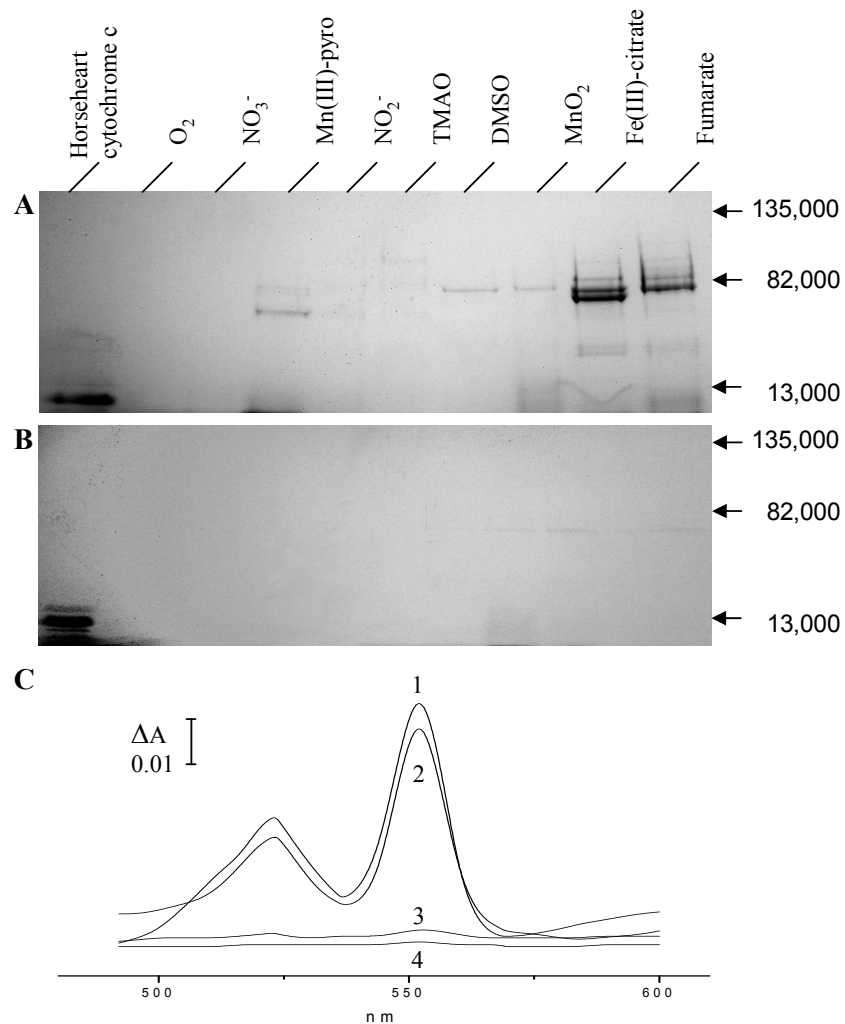 Horseheart
cytochrome c
O2
NO3-
Mn(III)-pyro
NO2-
TMAO
DMSO
MnO2
Fe(III)-citrate
Fumarate
A
135,000
82,000
13,000
B
135,000
82,000
13,000
C
1
ΔA
0.01
2
3
4
500
550
600
nm